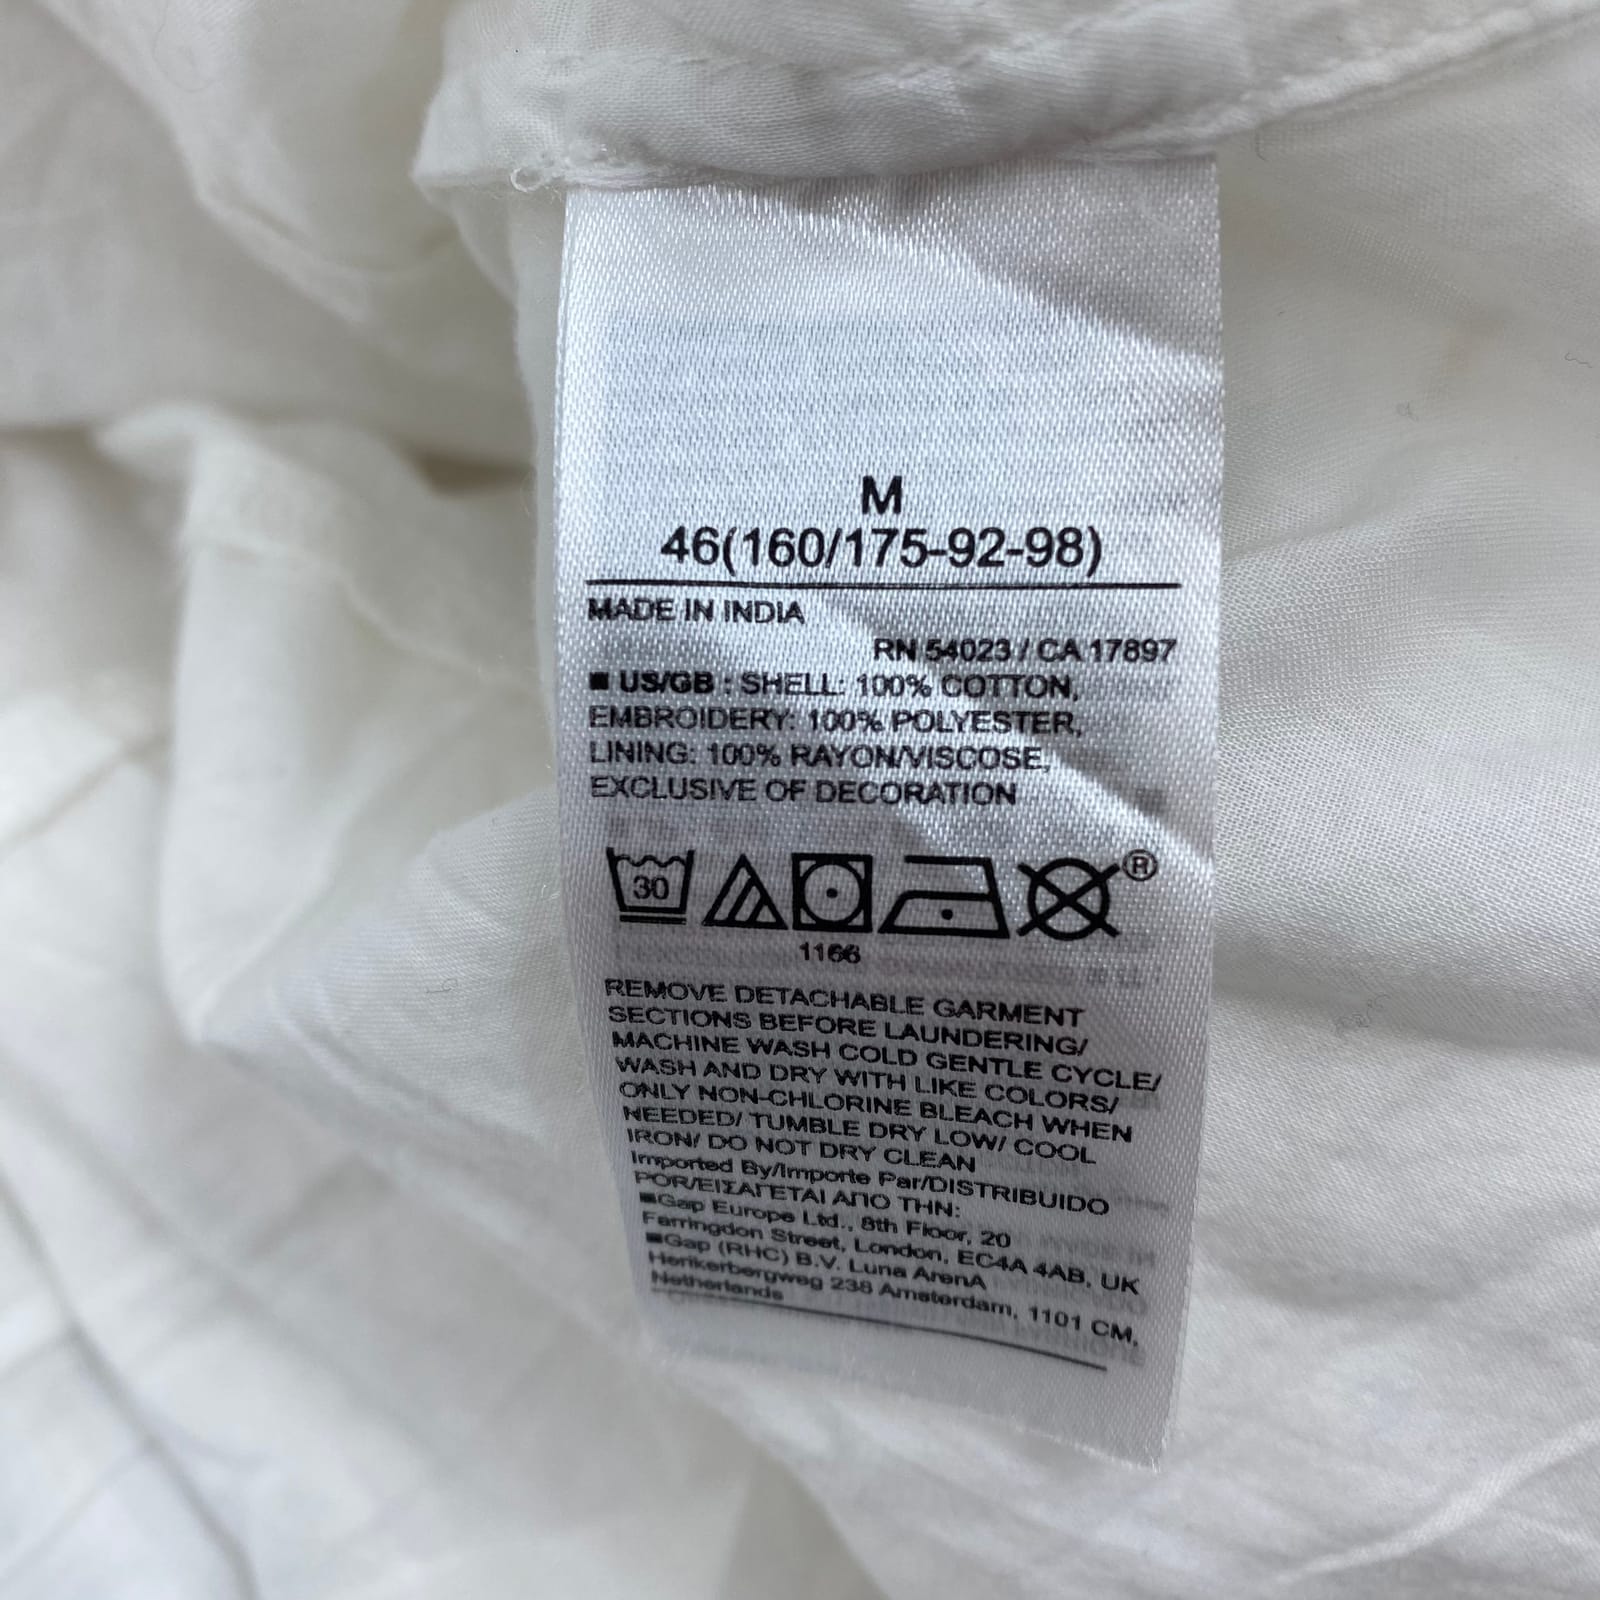 M
46(160/175-92-98)
MADE IN INDIA
RN 54023 / CA 17897
■ US/GB : SHELL: 100% COTTON,
EMBROIDERY: 100% POLYESTER,
LINING: 100% RAYON/VISCOSE,
EXCLUSIVE OF DECORATION
30
®
1166
REMOVE DETACHABLE GARMENT
SECTIONS BEFORE LAUNDERING/
MACHINE WASH COLD GENTLE CYCLE/
WASH AND DRY WITH LIKE COLORS/
ONLY NON-CHLORINE BLEACH WHEN
NEEDED/ TUMBLE DRY LOW/ COOL
IRON/ DO NOT DRY CLEAN
Imported By/Importe Par/DISTRIBUIDO
POR/ΕΙΣΑΓΕΤΑΙ ΑΠΟ ΤΗΝ:
■Gap Europe Ltd., 8th Floor, 20
Farringdon Street, London, EC4A 4AB, UK
■Gap (RHC) B.V. Luna ArenA
Herikerbergweg 238 Amsterdam, 1101 CM,
Netherlands